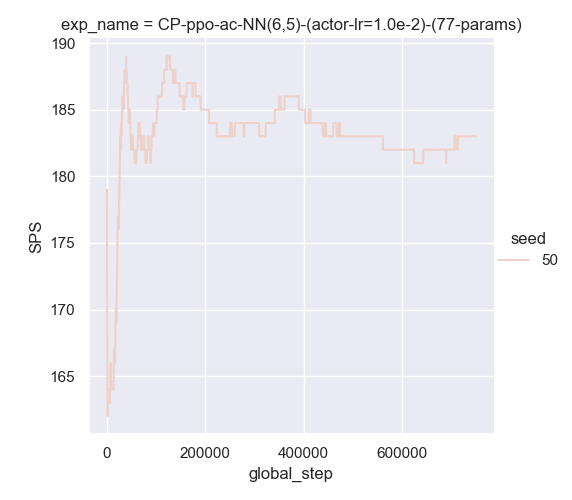 exp_name = CP-ppo-ac-NN(6,5)-(actor-lr=1.0e-2)-(77-params)
190
185
180
175
170
165
SPS
seed
50
0 200000 400000 600000
global_step